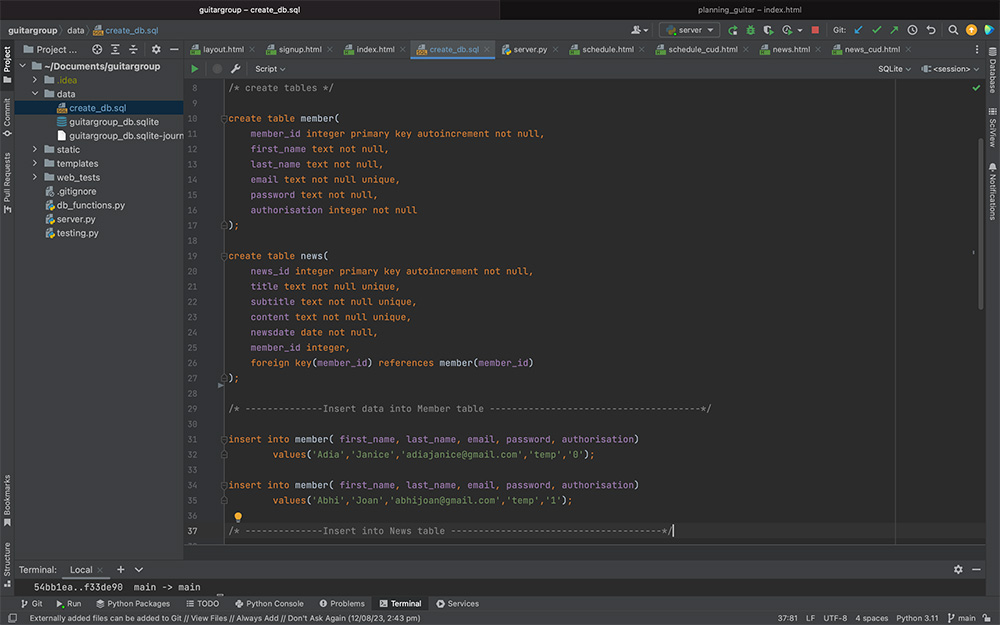 guitargroup – create_db.sql
planning_guitar – index.html
guitargroup data create_db.sql
server
Git:
Project ...
layout.html
signup.html
index.html
create_db.sql
server.py
schedule.html
schedule_cud.html
news.html
news_cud.html
Script
SQLite
<session>
Project
Commit
Pull Requests
Bookmarks
Structure
~/Documents/guitargroup
.idea
data
create_db.sql
guitargroup_db.sqlite
guitargroup_db.sqlite-journ
static
templates
web_tests
.gitignore
db_functions.py
server.py
testing.py
8 /* create tables */
9
10 create table member(
11 member_id integer primary key autoincrement not null,
12 first_name text not null,
13 last_name text not null,
14 email text not null unique,
15 password text not null,
16 authorisation integer not null
17 );
18
19 create table news(
20 news_id integer primary key autoincrement not null,
21 title text not null unique,
22 subtitle text not null unique,
23 content text not null unique,
24 newsdate date not null,
25 member_id integer,
26 foreign key(member_id) references member(member_id)
27 );
28
29 /* --------------Insert data into Member table --------------------------------------*/
30
31 insert into member( first_name, last_name, email, password, authorisation)
32 values('Adia','Janice','adiajanice@gmail.com','temp','0');
33
34 insert into member( first_name, last_name, email, password, authorisation)
35 values('Abhi','Joan','abhijoan@gmail.com','temp','1');
36
37 /* --------------Insert into News table --------------------------------------*/
Database
SciView
Notifications
Terminal: Local
54bb1ea..f33de90 main -> main
Git
Run
Python Packages
TODO
Python Console
Problems
Terminal
Services
Externally added files can be added to Git // View Files // Always Add // Don't Ask Again (12/08/23, 2:43 pm)
37:81 LF UTF-8 4 spaces Python 3.11 main